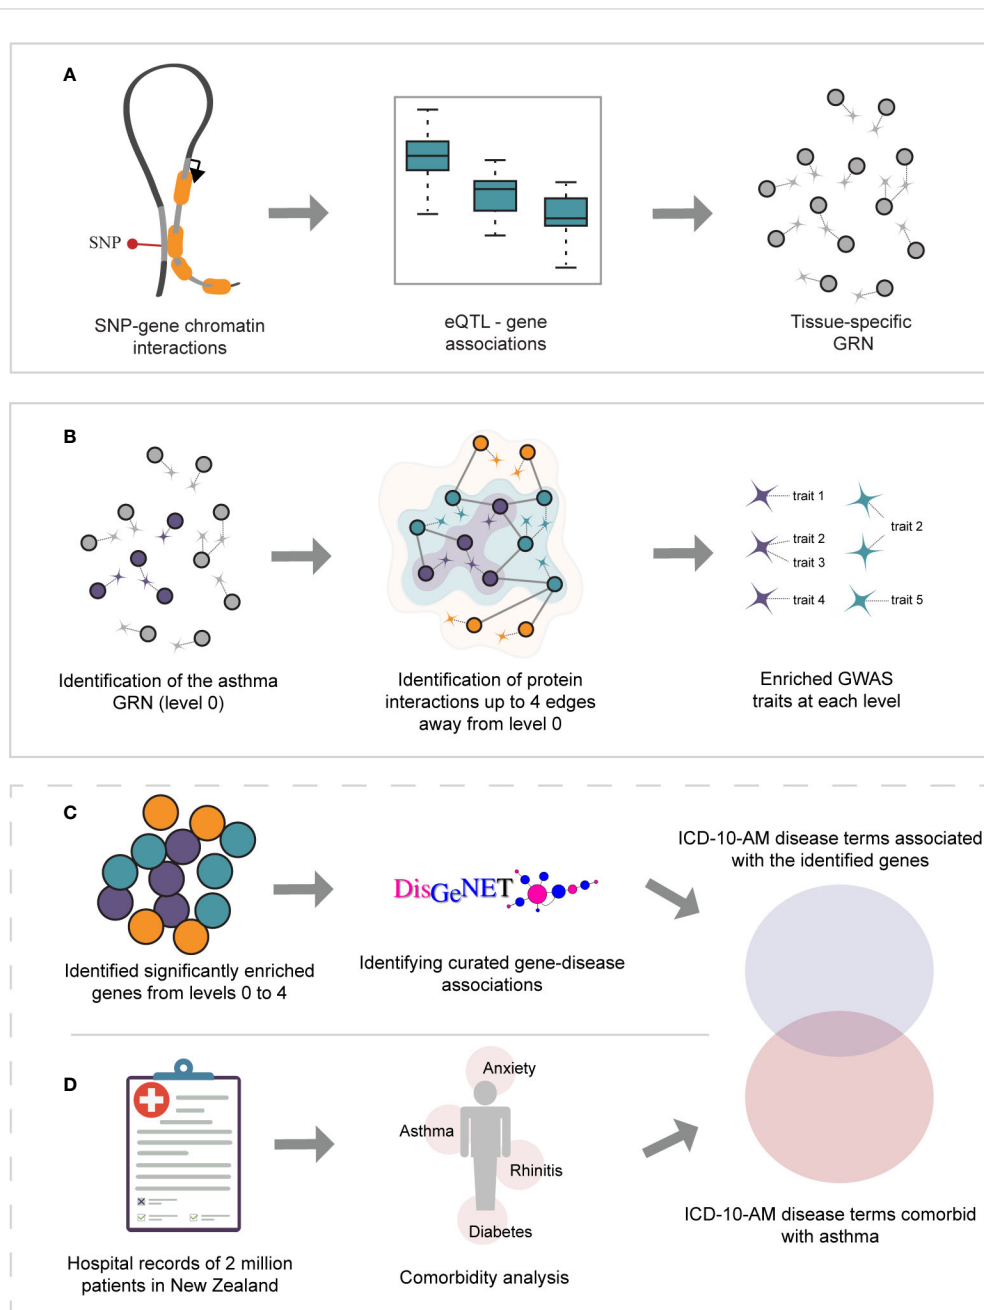 A
SNP
SNP-gene chromatin
interactions
eQTL - gene
associations
Tissue-specific
GRN
B
Identification of the asthma
GRN (level 0)
Identification of protein
interactions up to 4 edges
away from level 0
trait 1
trait 2
trait 3
trait 4
trait 2
trait 5
Enriched GWAS
traits at each level
C
Identified significantly enriched
genes from levels 0 to 4
DisGeNET
Identifying curated gene-disease
associations
ICD-10-AM disease terms associated
with the identified genes
D
Hospital records of 2 million
patients in New Zealand
Anxiety
Asthma
Rhinitis
Diabetes
Comorbidity analysis
ICD-10-AM disease terms comorbid
with asthma